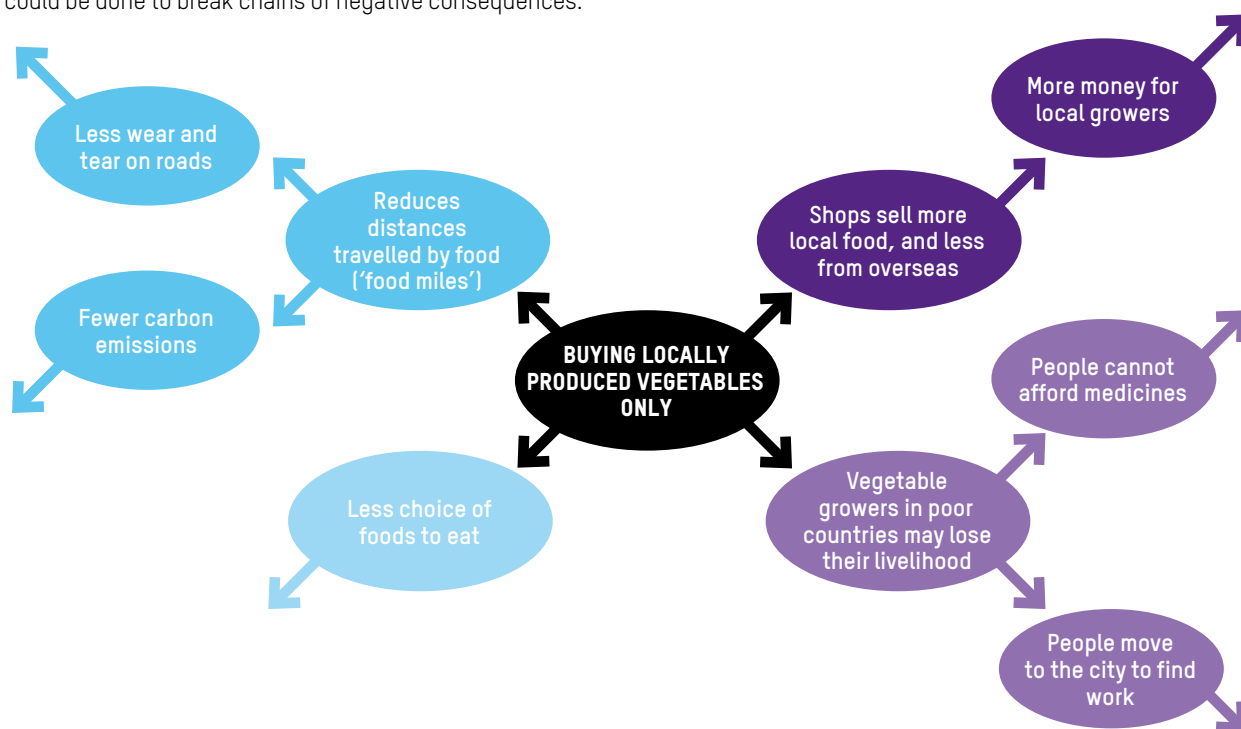 could be done to break chains of negative consequences.
More money for
local growers
Less wear and
tear on roads
Reduces
distances
travelled by food
(‘food miles’)
Shops sell more
local food, and less
from overseas
Fewer carbon
emissions
BUYING LOCALLY
PRODUCED VEGETABLES
ONLY
People cannot
afford medicines
Less choice of
foods to eat
Vegetable
growers in poor
countries may lose
their livelihood
People move
to the city to find
work